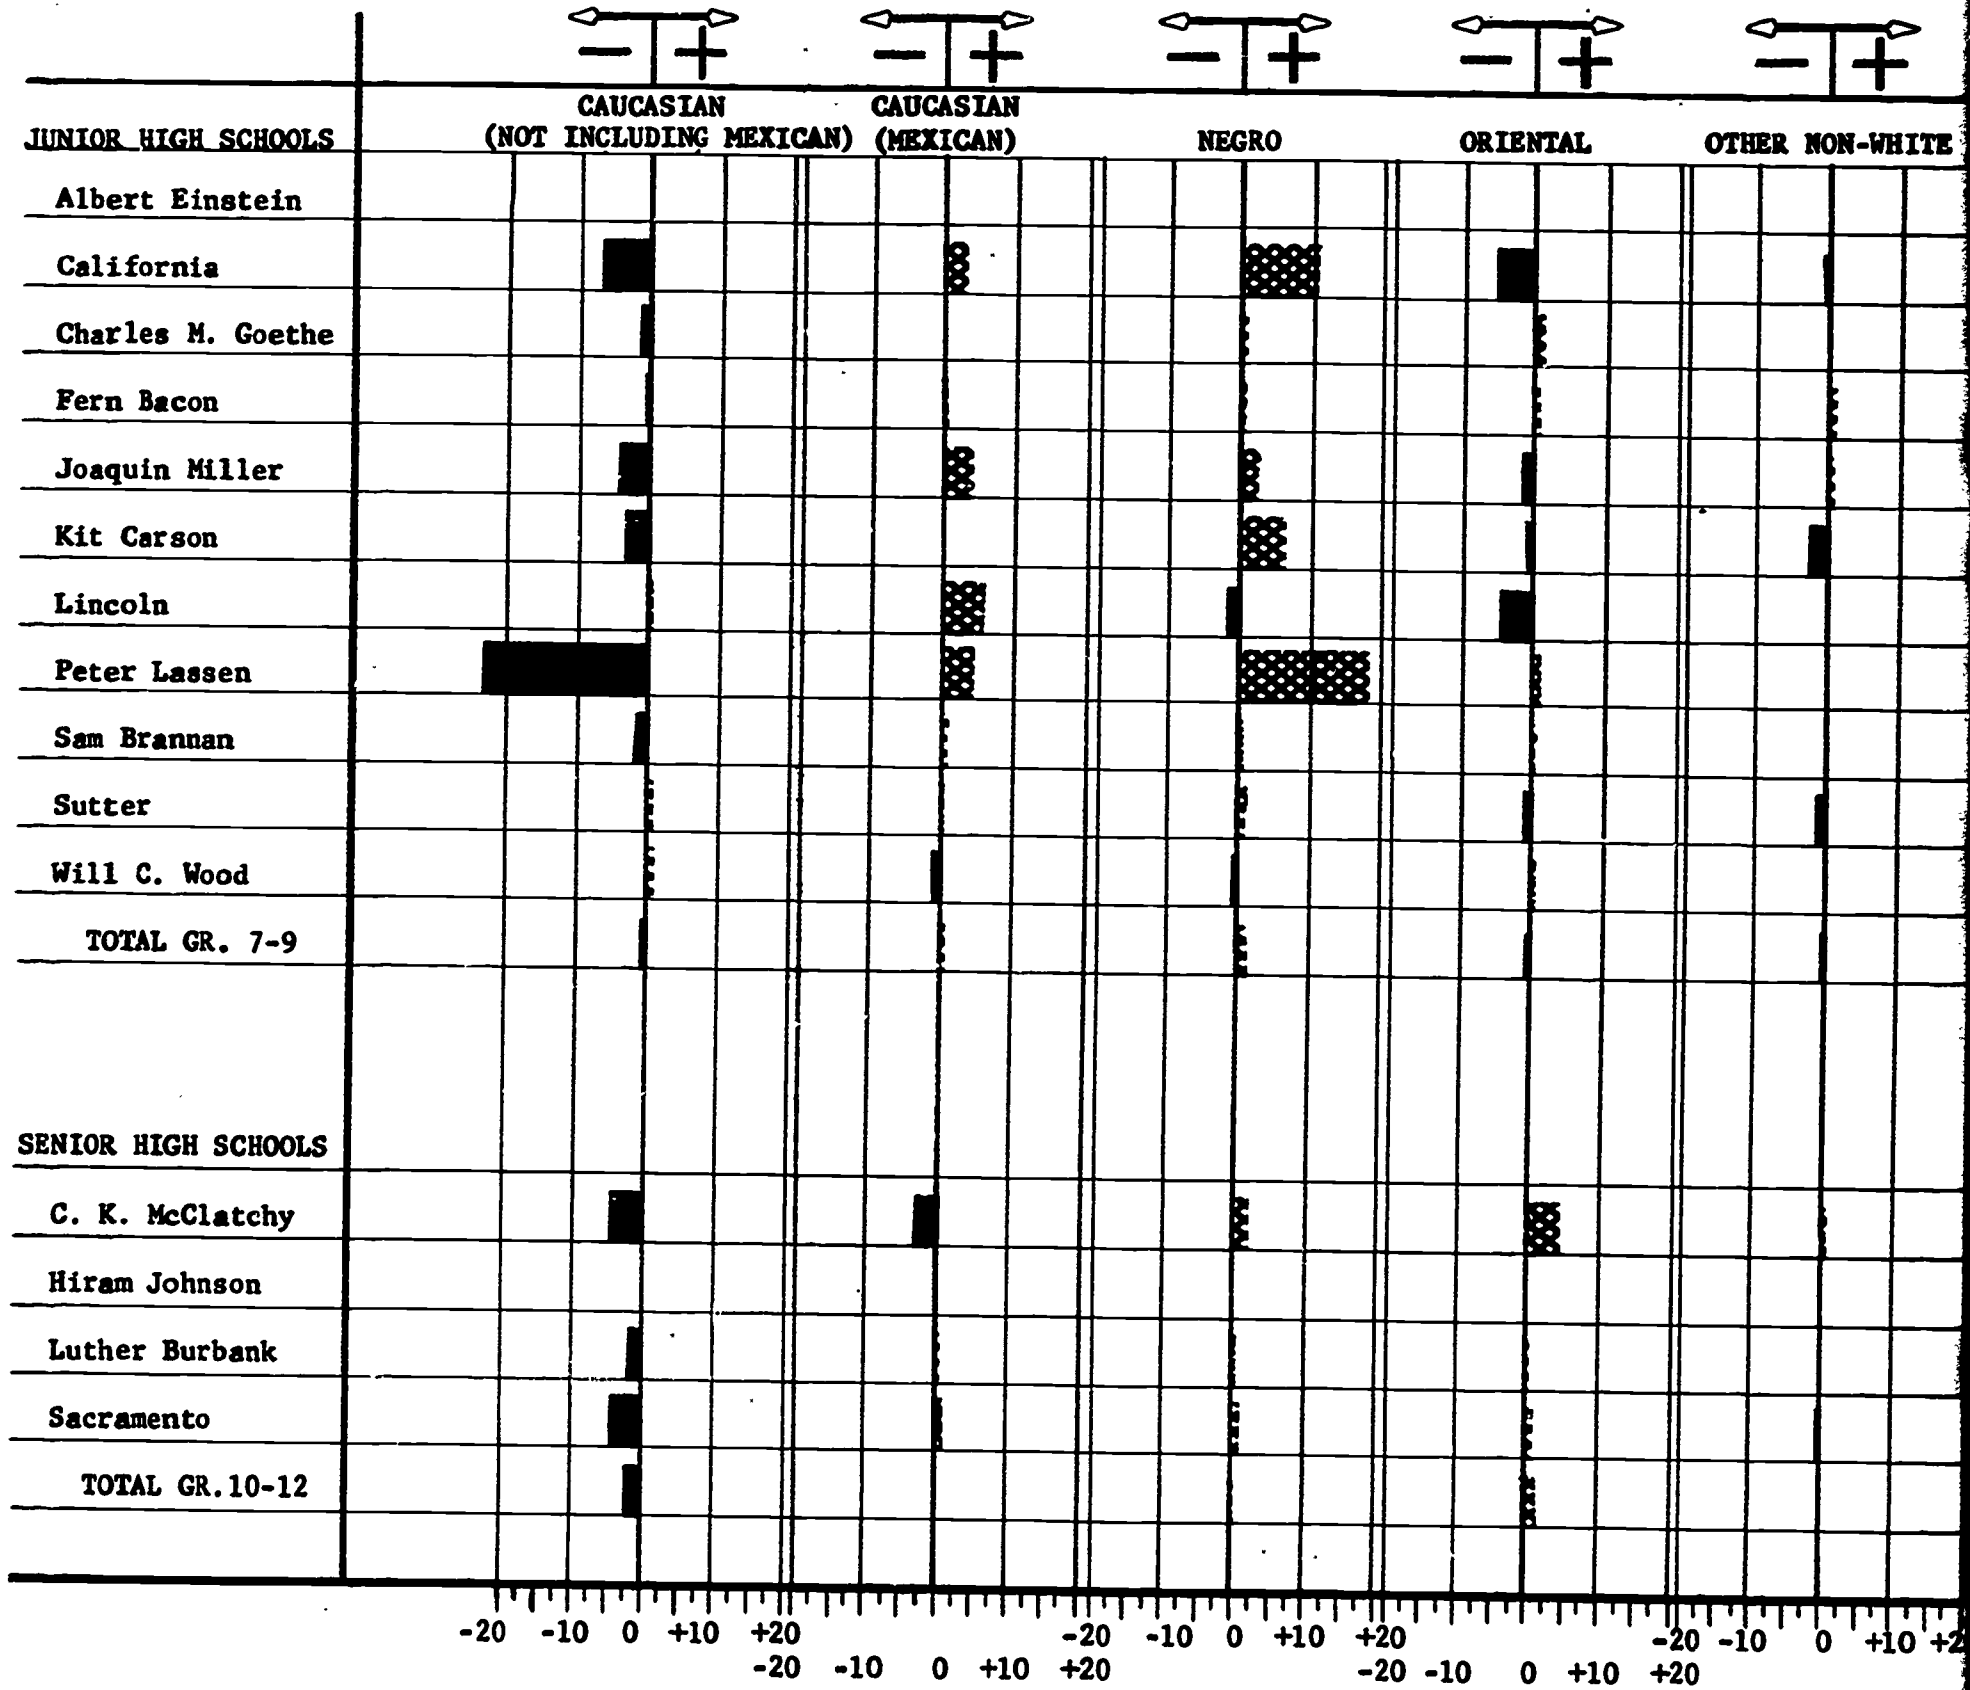 − + − + − + − + − +
CAUCASIAN CAUCASIAN
JUNIOR HIGH SCHOOLS (NOT INCLUDING MEXICAN) (MEXICAN) NEGRO ORIENTAL OTHER NON-WHITE
Albert Einstein
California
Charles M. Goethe
Fern Bacon
Joaquin Miller
Kit Carson
Lincoln
Peter Lassen
Sam Brannan
Sutter
Will C. Wood
TOTAL GR. 7-9
SENIOR HIGH SCHOOLS
C. K. McClatchy
Hiram Johnson
Luther Burbank
Sacramento
TOTAL GR.10-12
-20 -10 0 +10 +20 -20 -10 0 +10 +20 -20 -10 0 +10 +2
-20 -10 0 +10 +20 -20 -10 0 +10 +20